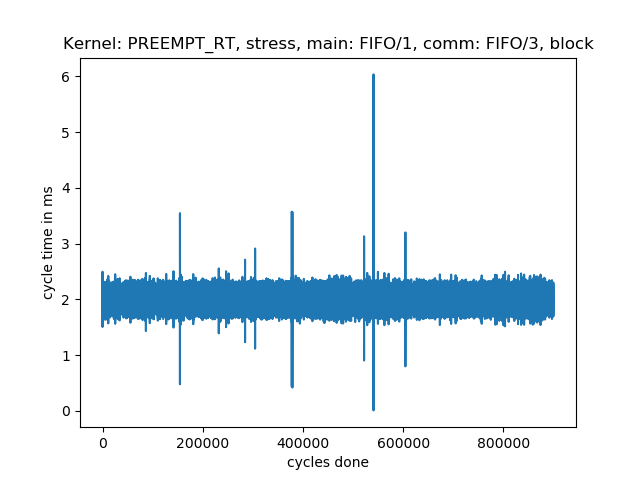 Kernel: PREEMPT_RT, stress, main: FIFO/1, comm: FIFO/3, block
cycle time in ms
6
5
4
3
2
1
0
0 200000 400000 600000 800000
cycles done